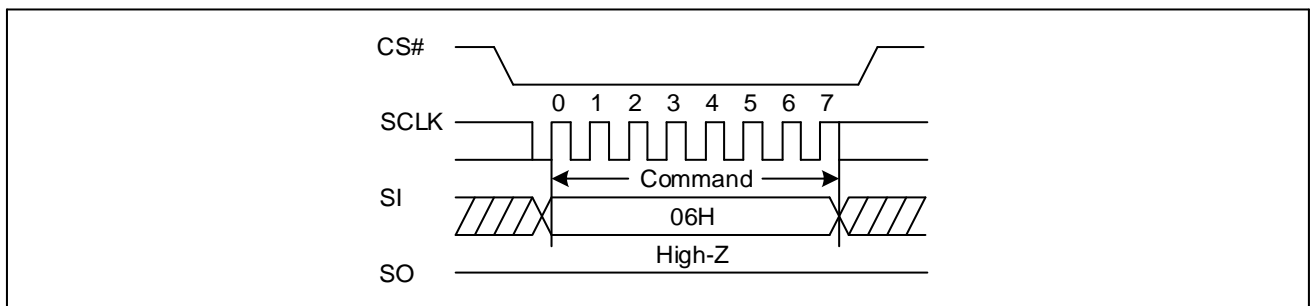 CS#
0 1 2 3 4 5 6 7
SCLK
Command
SI
06H
High-Z
SO